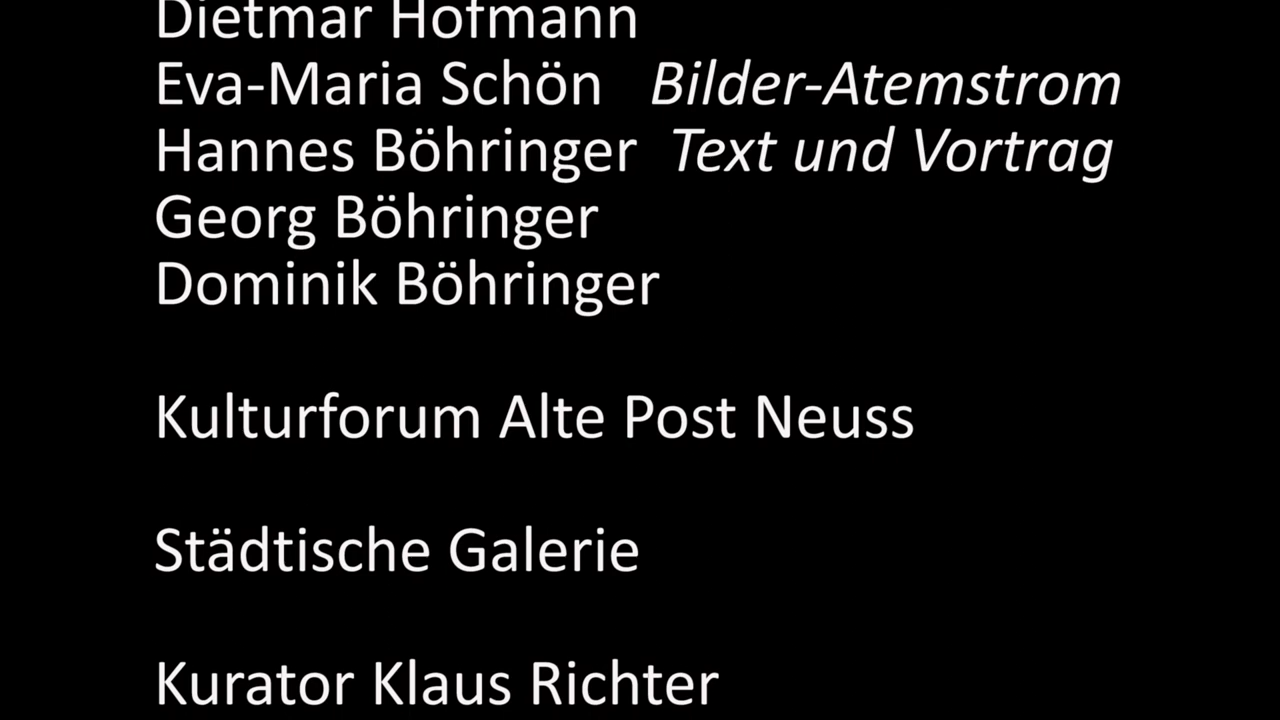 Dietmar Hofmann
Eva-Maria Schön Bilder-Atemstrom
Hannes Böhringer Text und Vortrag
Georg Böhringer
Dominik Böhringer
Kulturforum Alte Post Neuss
Städtische Galerie
Kurator Klaus Richter